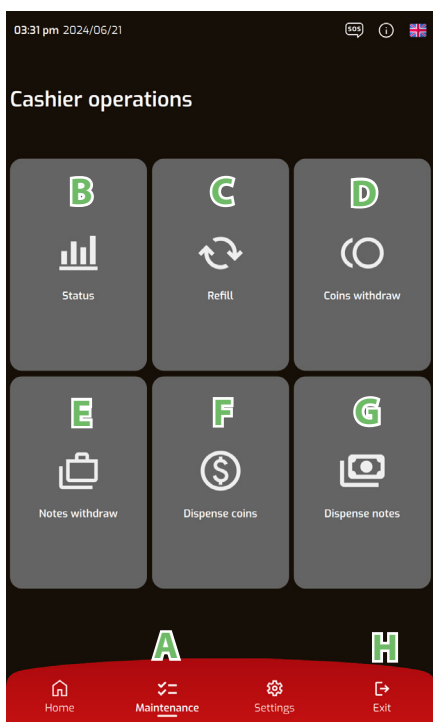 03:31 pm 2024/06/21 SOS i
Cashier operations
B C D
Status Refill Coins withdraw
E F G
$
Notes withdraw Dispense coins Dispense notes
A H
Home Maintenance Settings Exit